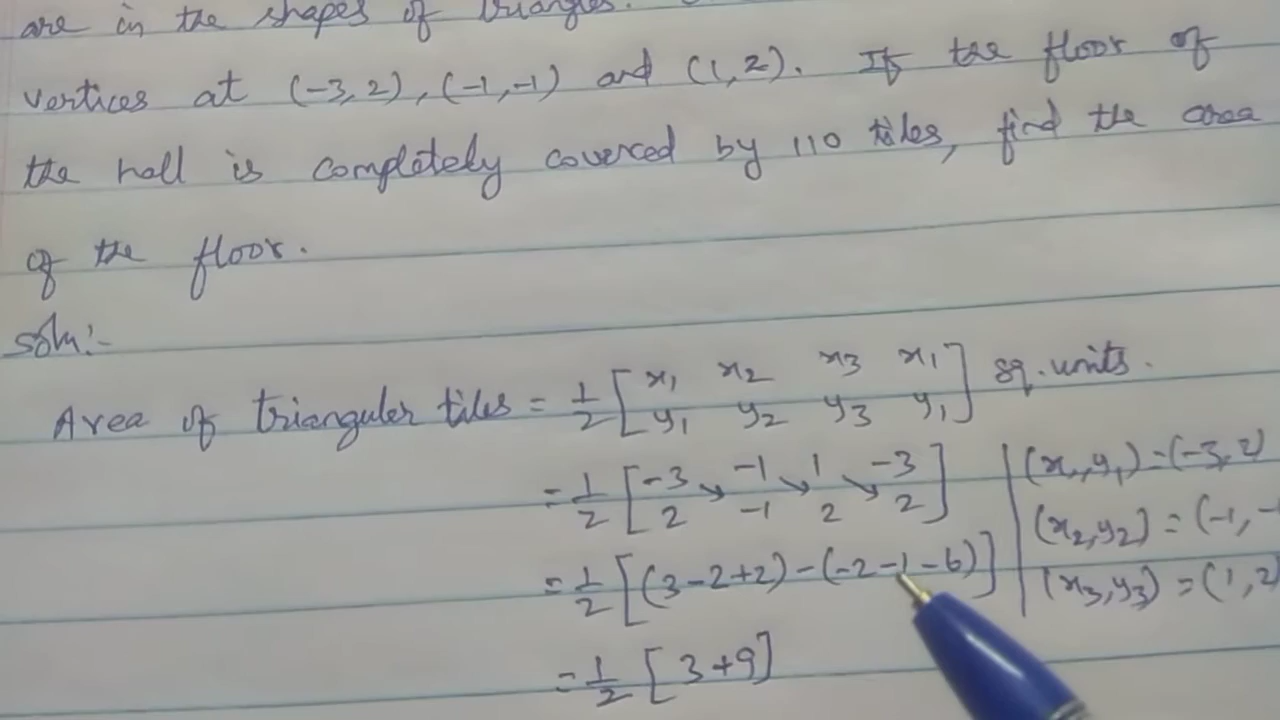 are in the shapes of triangles.
vertices at (-3,2), (-1,-1) and (1,2). If the floor of
the hall is completely covered by 110 tiles, find the area
of the floor.
Soln:-
Area of trianguler tiles = 1/2 [ x1 x2 x3 x1 / y1 y2 y3 y1 ] sq. units.
= 1/2 [ -3 -1 1 -3 / 2 -1 2 2 ] (x1,y1) = (-3,2)
(x2,y2) = (-1,-
= 1/2 [(3-2+2)-(-2-1-6)] (x3,y3) = (1,2
= 1/2 [3+9]